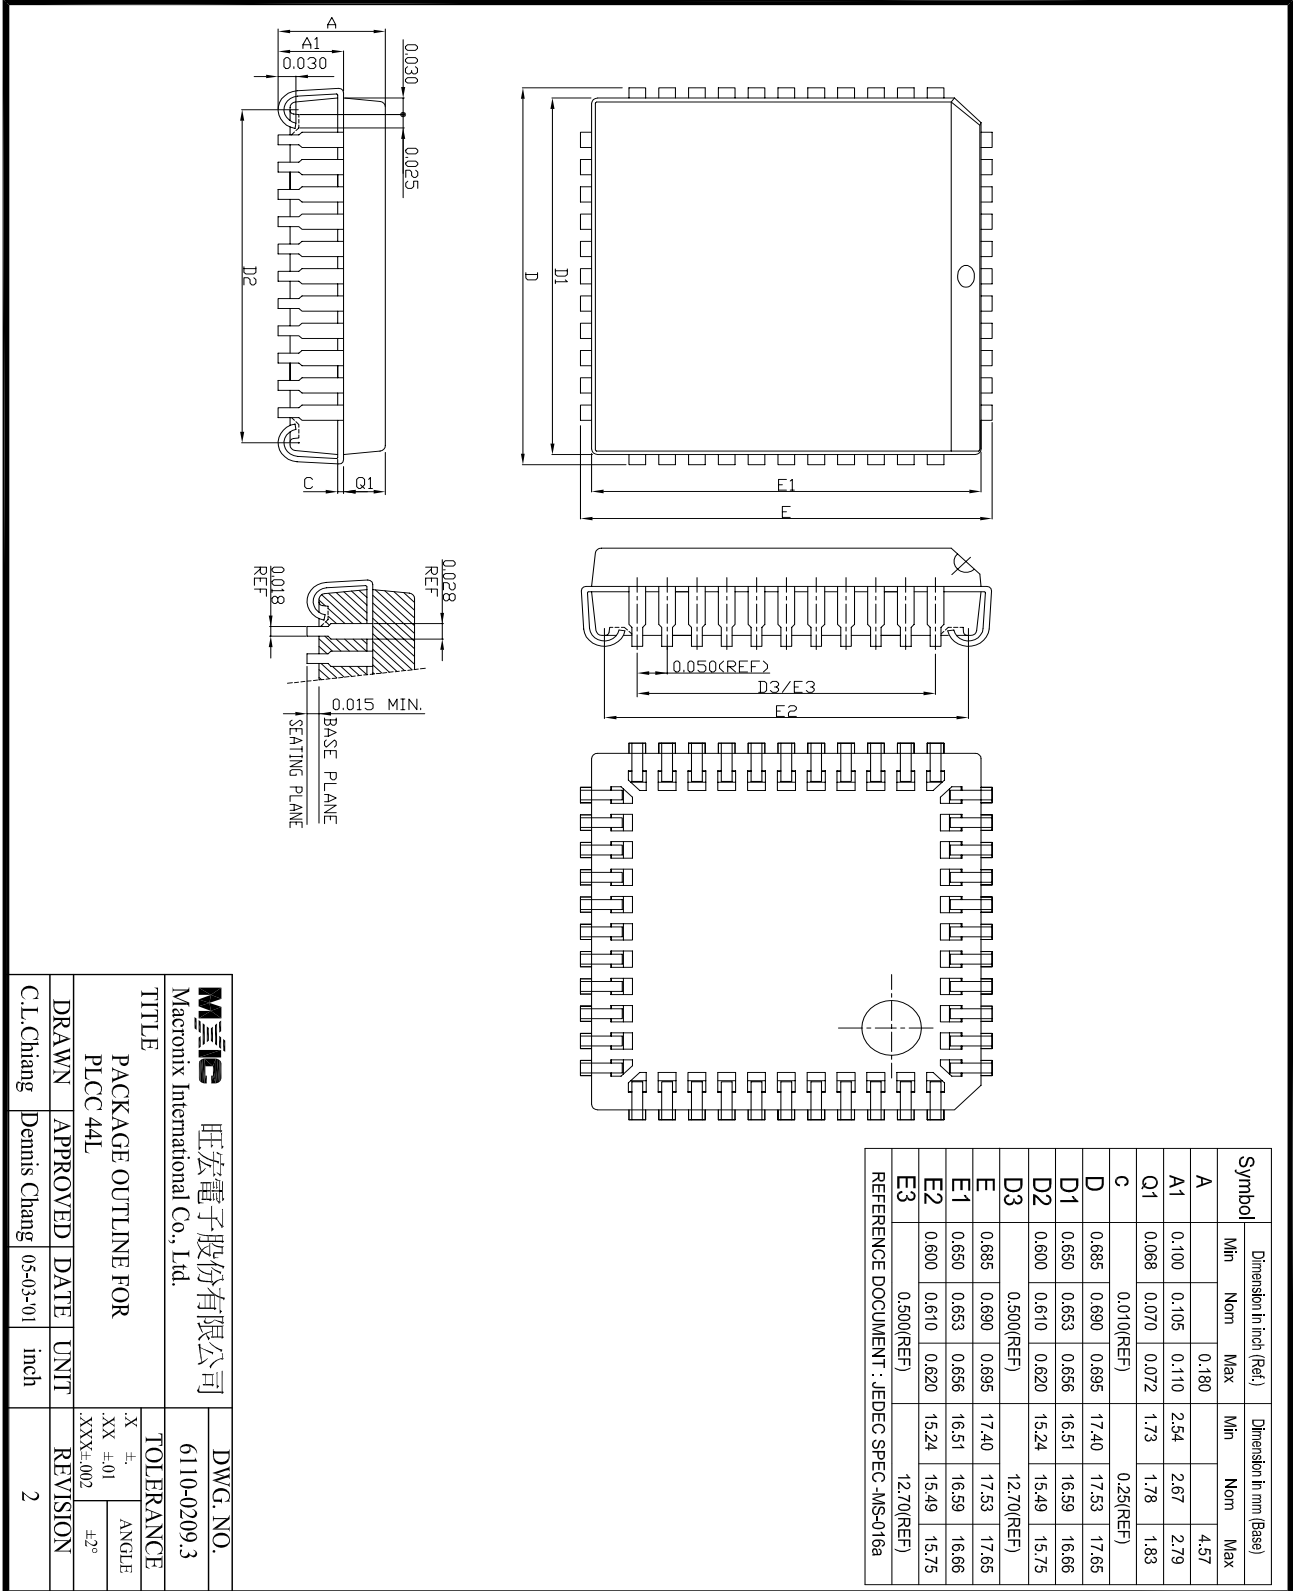 A
A1
0.030
0.030
0.025
D2
C
Q1
D
D1
E1
E
0.028
REF
0.018
REF
0.015 MIN.
BASE PLANE
SEATING PLANE
0.050(REF)
D3/E3
E2
Symbol Dimension in inch (Ref.) Dimension in mm (Base)
Min Nom Max Min Nom Max
A 0.180 4.57
A1 0.100 0.105 0.110 2.54 2.67 2.79
Q1 0.068 0.070 0.072 1.73 1.78 1.83
C 0.010(REF) 0.25(REF)
D 0.685 0.690 0.695 17.40 17.53 17.65
D1 0.650 0.653 0.656 16.51 16.59 16.66
D2 0.600 0.610 0.620 15.24 15.49 15.75
D3 0.500(REF) 12.70(REF)
E 0.685 0.690 0.695 17.40 17.53 17.65
E1 0.650 0.653 0.656 16.51 16.59 16.66
E2 0.600 0.610 0.620 15.24 15.49 15.75
E3 0.500(REF) 12.70(REF)
REFERENCE DOCUMENT : JEDEC SPEC -MS-016a
MXIC 旺宏電子股份有限公司
Macronix International Co., Ltd.
DWG. NO.
6110-0209.3
TITLE
PACKAGE OUTLINE FOR
PLCC 44L
TOLERANCE
.X ±.
.XX ±.01
.XXX±.002
ANGLE
±2°
DRAWN APPROVED DATE UNIT REVISION
C.L.Chiang Dennis Chang 05-03-'01 inch 2